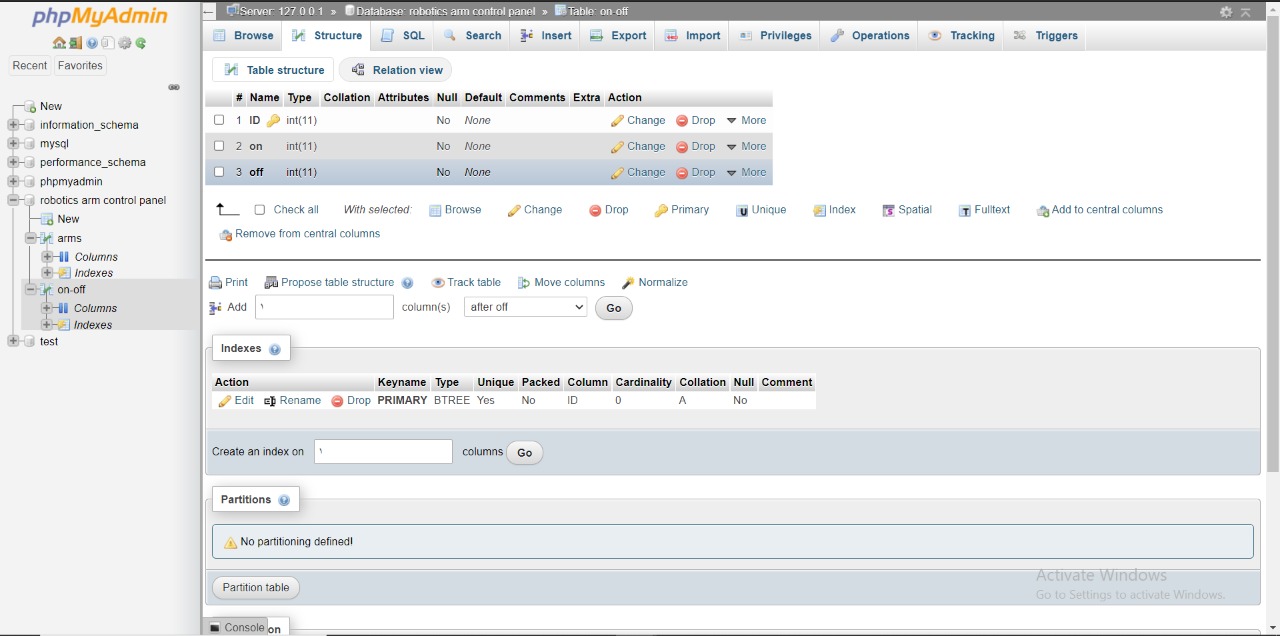 phpMyAdmin
Recent Favorites
New
information_schema
mysql
performance_schema
phpmyadmin
robotics arm control panel
New
arms
Columns
Indexes
on-off
Columns
Indexes
test
Server: 127.0.0.1 » Database: robotics arm control panel » Table: on-off
Browse Structure SQL Search Insert Export Import Privileges Operations Tracking Triggers
Table structure Relation view
# Name Type Collation Attributes Null Default Comments Extra Action
1 ID int(11) No None Change Drop More
2 on int(11) No None Change Drop More
3 off int(11) No None Change Drop More
Check all With selected: Browse Change Drop Primary Unique Index Spatial Fulltext Add to central columns
Remove from central columns
Print Propose table structure Track table Move columns Normalize
Add ١ column(s) after off Go
Indexes
Action Keyname Type Unique Packed Column Cardinality Collation Null Comment
Edit Rename Drop PRIMARY BTREE Yes No ID 0 A No
Create an index on ١ columns Go
Partitions
No partitioning defined!
Partition table
Activate Windows
Go to Settings to activate Windows.
Console on